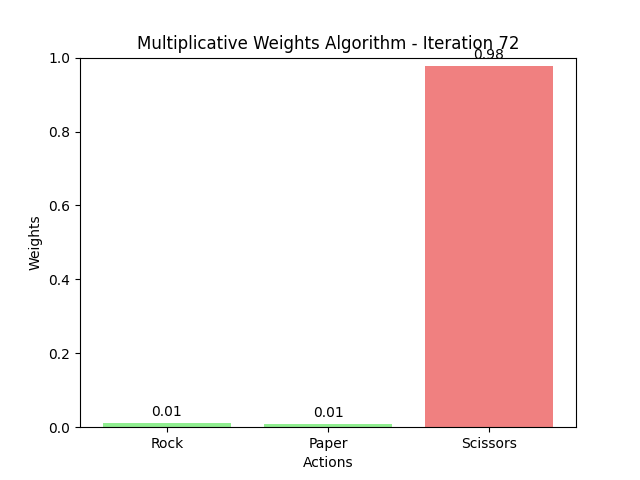 Multiplicative Weights Algorithm - Iteration 72
0.98
1.0
0.8
0.6
0.4
0.2
0.0
Weights
0.01
0.01
Rock
Paper
Scissors
Actions